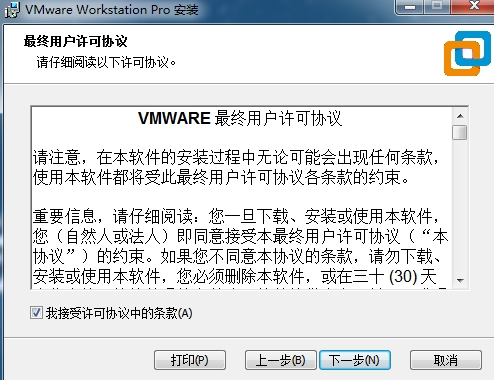 VMware Workstation Pro 安装
最终用户许可协议
请仔细阅读以下许可协议。
VMWARE 最终用户许可协议
请注意，在本软件的安装过程中无论可能会出现任何条款，
使用本软件都将受此最终用户许可协议各条款的约束。
重要信息，请仔细阅读：您一旦下载、安装或使用本软件，
您（自然人或法人）即同意接受本最终用户许可协议（“本
协议”）的约束。如果您不同意本协议的条款，请勿下载、
安装或使用本软件，您必须删除本软件，或在三十 (30) 天
我接受许可协议中的条款(A)
打印(P)
上一步(B)
下一步(N)
取消